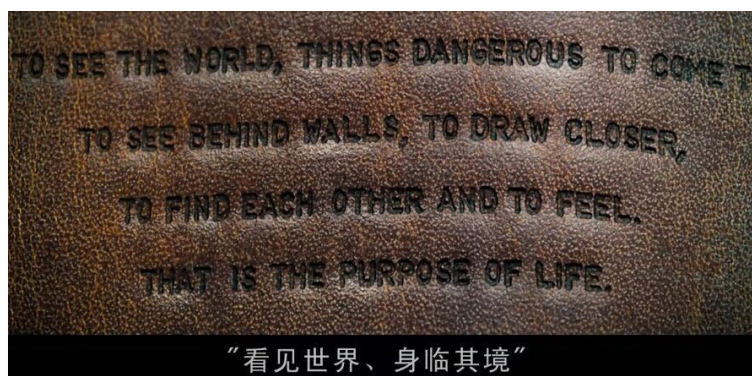 TO SEE THE WORLD, THINGS DANGEROUS TO COME T
TO SEE BEHIND WALLS, TO DRAW CLOSER,
TO FIND EACH OTHER AND TO FEEL.
THAT IS THE PURPOSE OF LIFE.
"看见世界、身临其境"